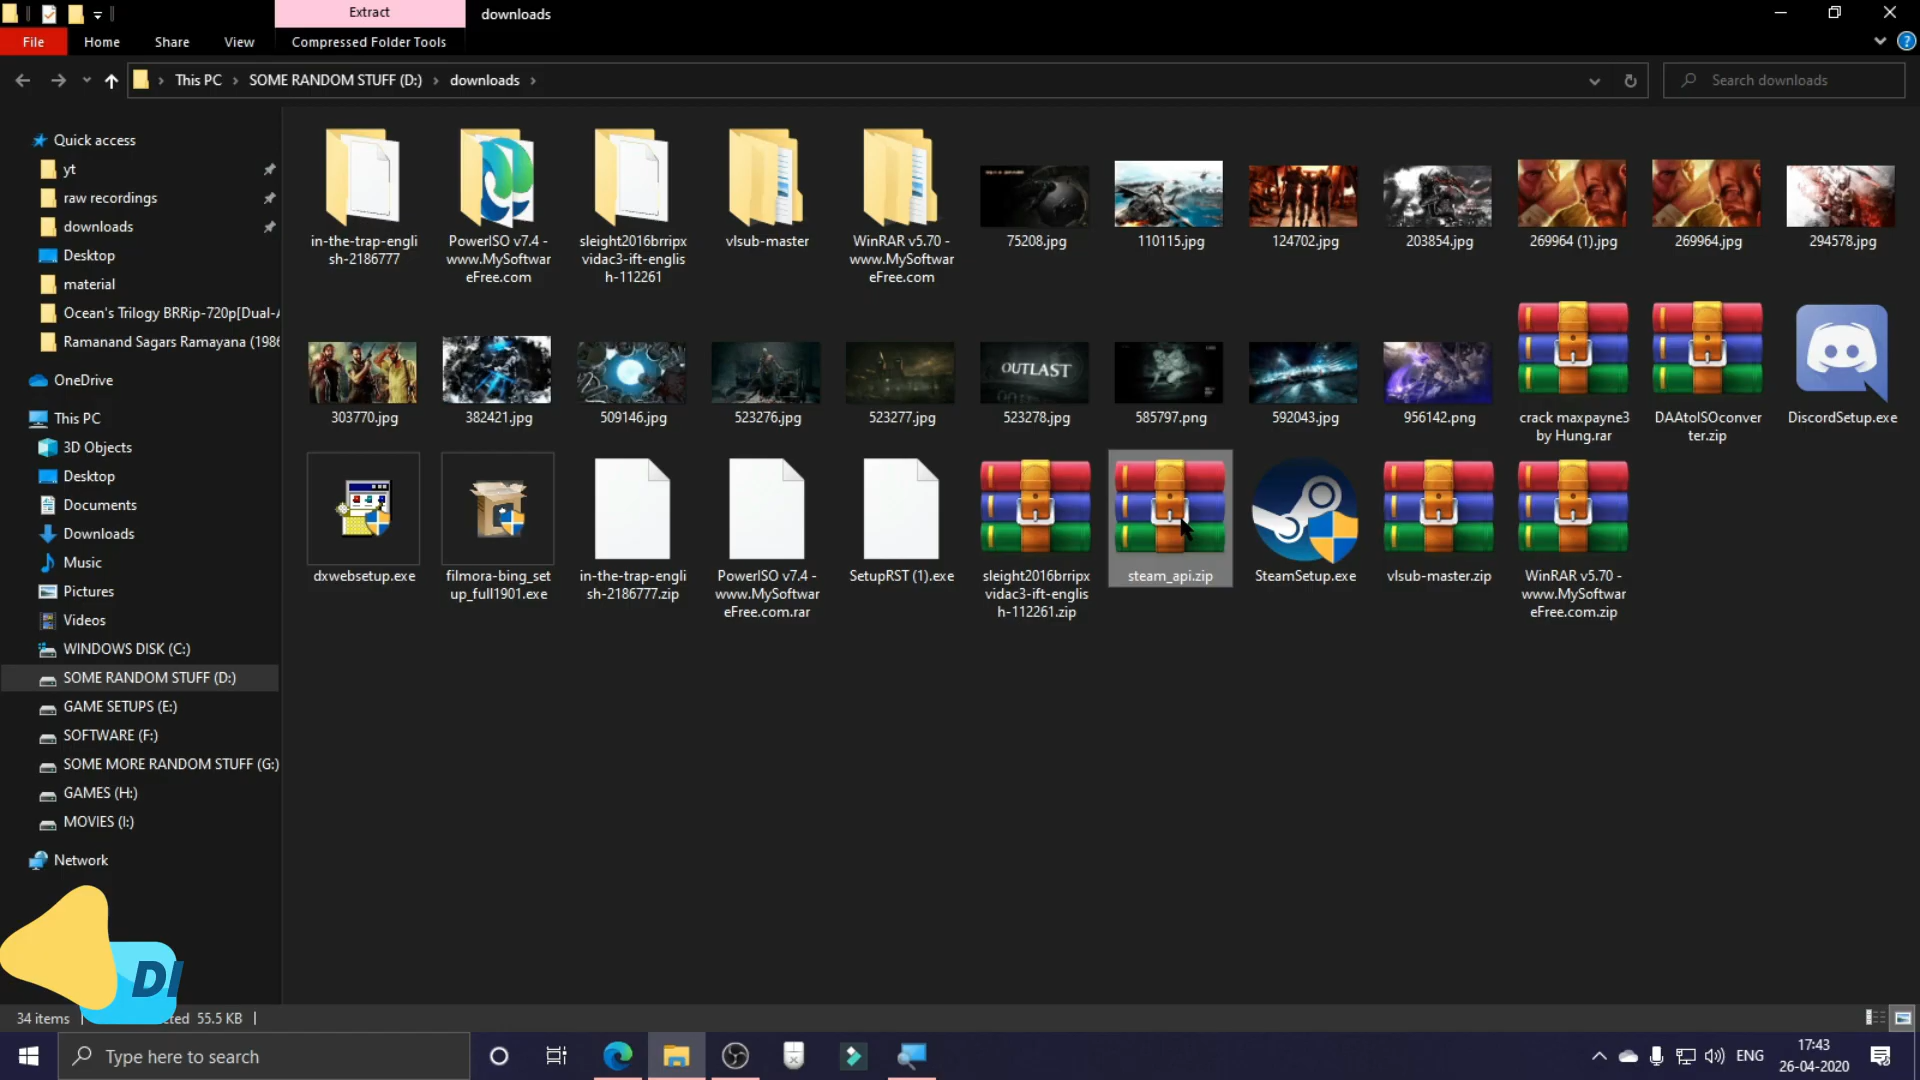 Extract
downloads
File
Home
Share
View
Compressed Folder Tools
This PC
SOME RANDOM STUFF (D:)
downloads
Search downloads
Quick access
yt
raw recordings
downloads
Desktop
material
Ocean's Trilogy BRRip-720p[Dual-
Ramanand Sagars Ramayana (1986
OneDrive
This PC
3D Objects
Desktop
Documents
Downloads
Music
Pictures
Videos
WINDOWS DISK (C:)
SOME RANDOM STUFF (D:)
GAME SETUPS (E:)
SOFTWARE (F:)
SOME MORE RANDOM STUFF (G:)
GAMES (H:)
MOVIES (I:)
Network
in-the-trap-engli
sh-2186777
PowerISO v7.4 -
www.MySoftwar
eFree.com
sleight2016brripx
vidac3-ift-englis
h-112261
vlsub-master
WinRAR v5.70 -
www.MySoftwar
eFree.com
75208.jpg
110115.jpg
124702.jpg
203854.jpg
269964 (1).jpg
269964.jpg
294578.jpg
303770.jpg
382421.jpg
509146.jpg
523276.jpg
523277.jpg
OUTLAST
523278.jpg
585797.png
592043.jpg
956142.png
crack maxpayne3
by Hung.rar
DAAtoISOconver
ter.zip
DiscordSetup.exe
dxwebsetup.exe
filmora-bing_set
up_full1901.exe
in-the-trap-engli
sh-2186777.zip
PowerISO v7.4 -
www.MySoftwar
eFree.com.rar
SetupRST (1).exe
sleight2016brripx
vidac3-ift-englis
h-112261.zip
steam_api.zip
SteamSetup.exe
vlsub-master.zip
WinRAR v5.70 -
www.MySoftwar
eFree.com.zip
DI
34 items
cted 55.5 KB
Type here to search
ENG
17:43
26-04-2020